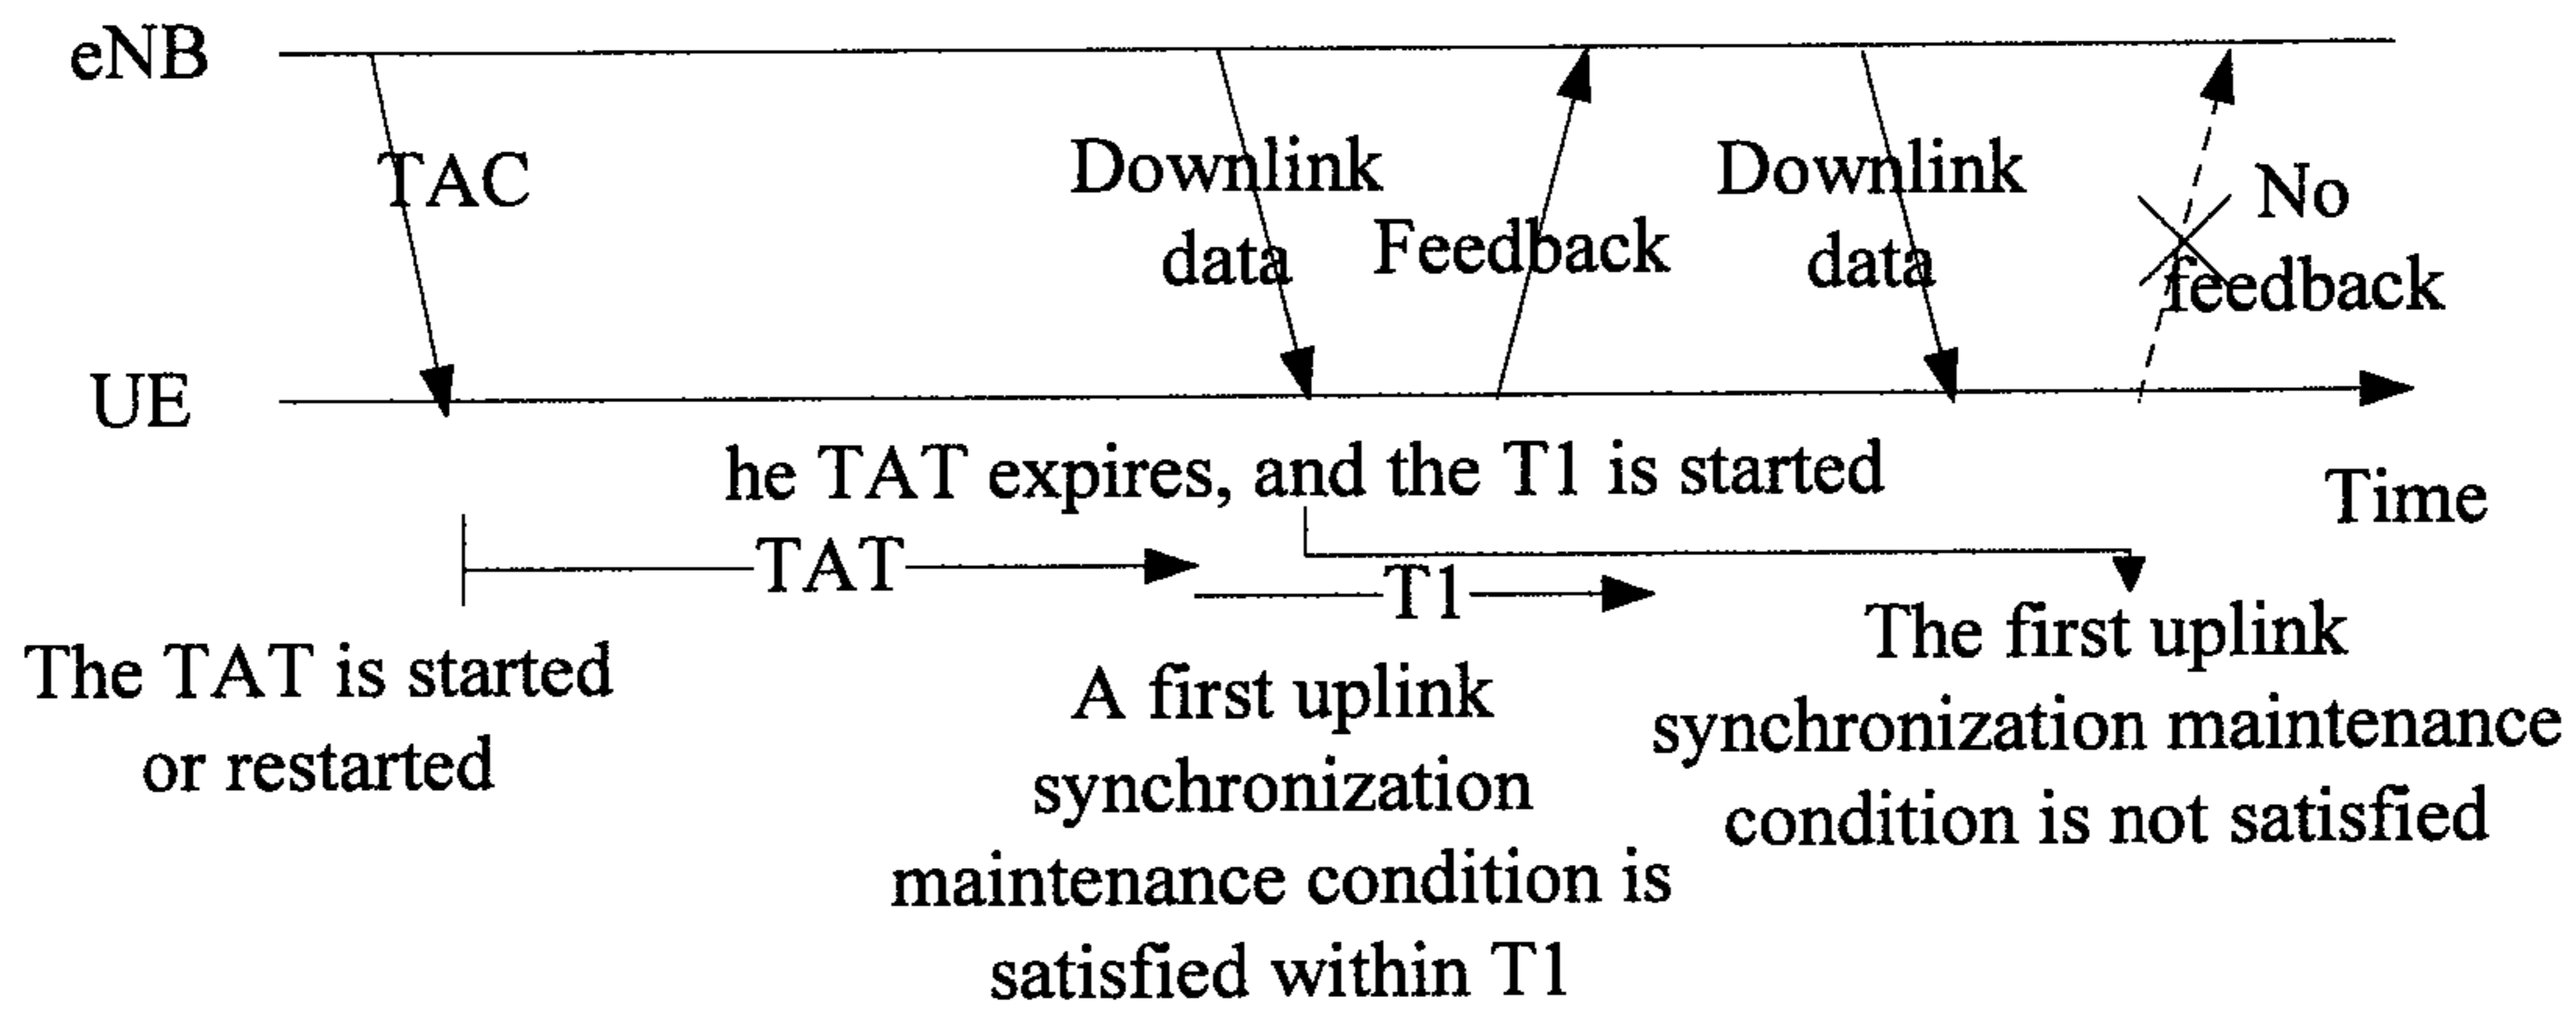 eNB
TAC
Downlink
data
Feedback
Downlink
data
No
feedback
UE
he TAT expires, and the T1 is started
Time
TAT
T1
The TAT is started
or restarted
A first uplink
synchronization
maintenance condition is
satisfied within T1
The first uplink
synchronization maintenance
condition is not satisfied